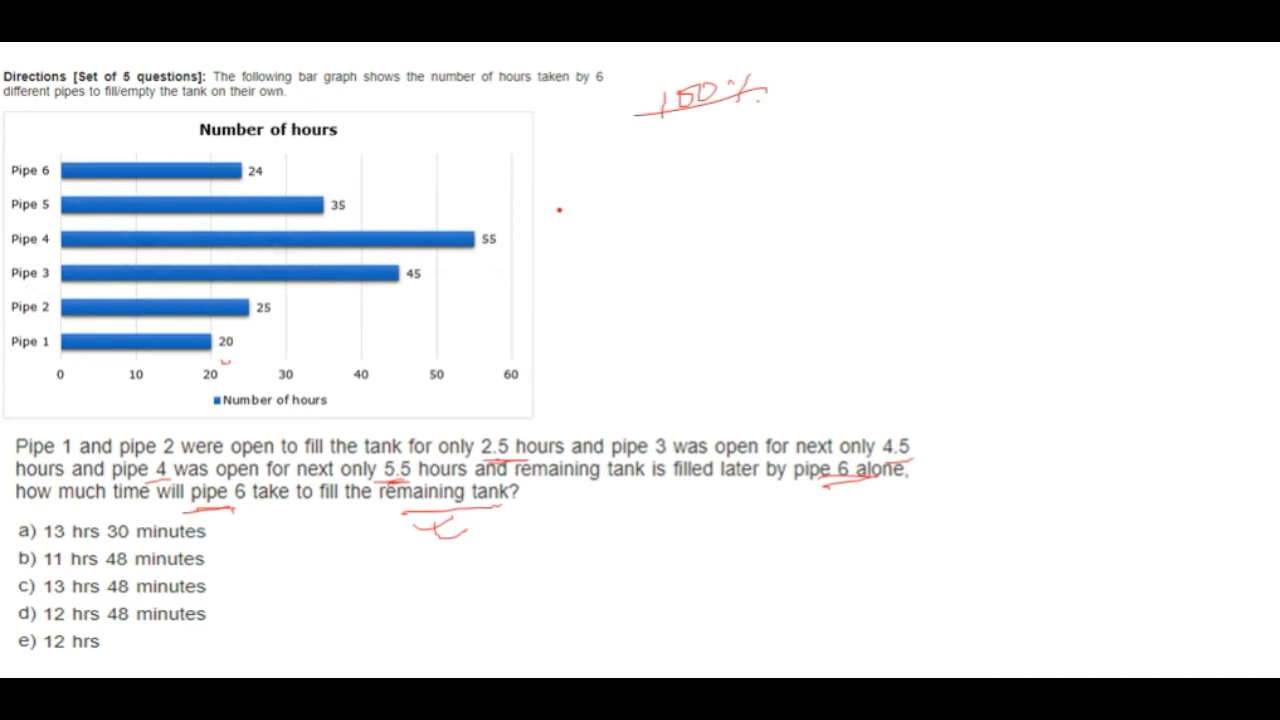 Directions [Set of 5 questions]: The following bar graph shows the number of hours taken by 6
different pipes to fill/empty the tank on their own.
100%
Number of hours
Pipe 6 24
Pipe 5 35
Pipe 4 55
Pipe 3 45
Pipe 2 25
Pipe 1 20
0 10 20 30 40 50 60
Number of hours
Pipe 1 and pipe 2 were open to fill the tank for only 2.5 hours and pipe 3 was open for next only 4.5
hours and pipe 4 was open for next only 5.5 hours and remaining tank is filled later by pipe 6 alone,
how much time will pipe 6 take to fill the remaining tank?
a) 13 hrs 30 minutes
b) 11 hrs 48 minutes
c) 13 hrs 48 minutes
d) 12 hrs 48 minutes
e) 12 hrs